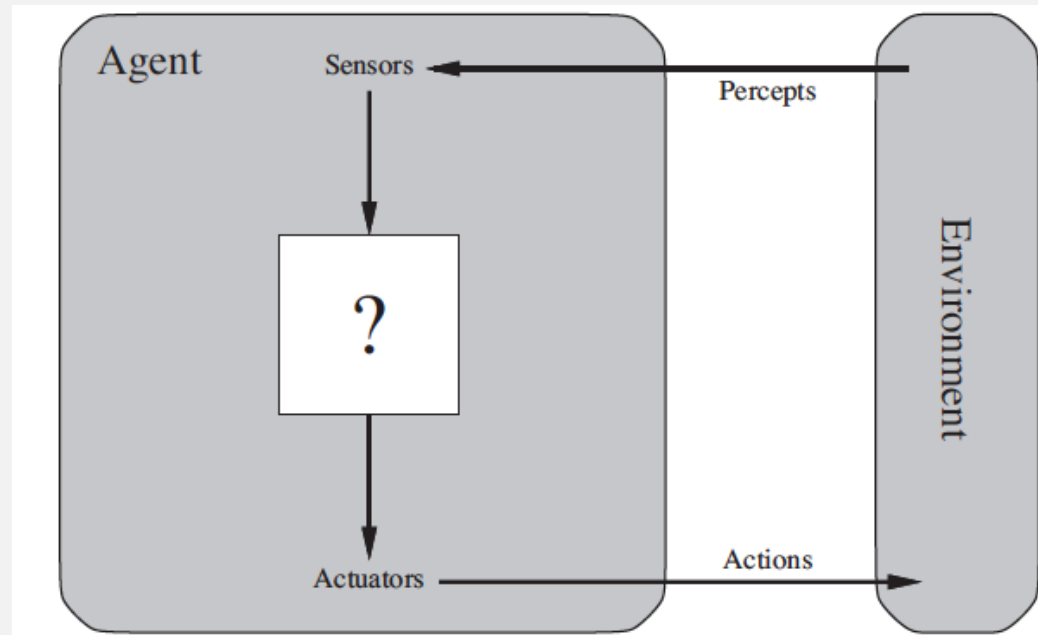 Agent
Sensors
Percepts
?
Environment
Actions
Actuators